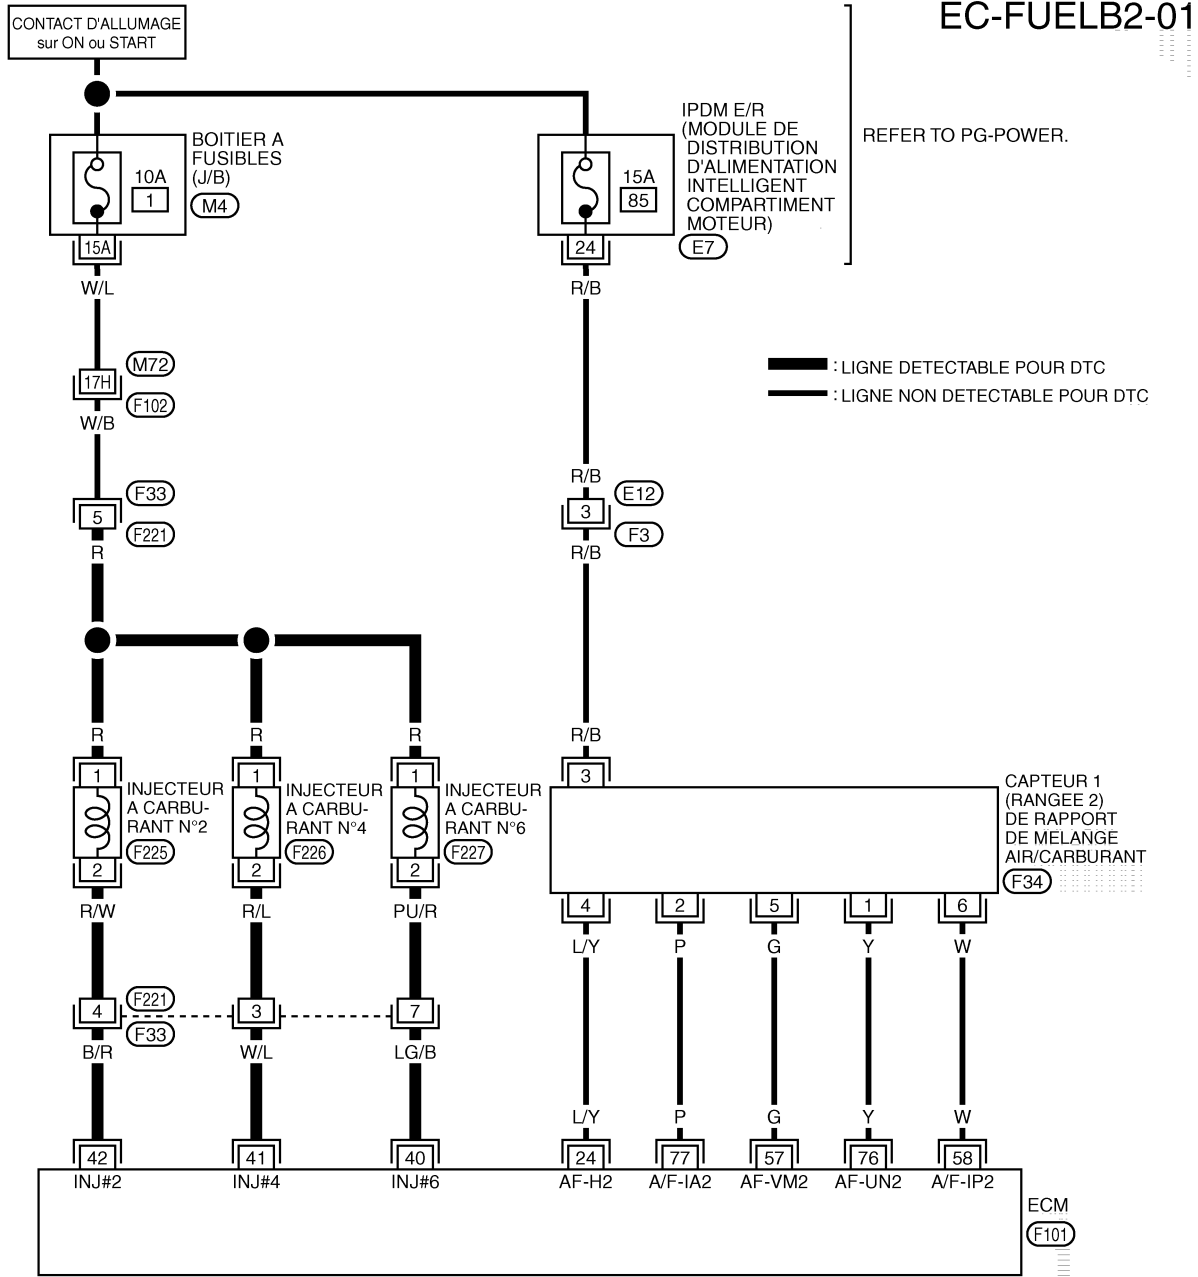 EC-FUELB2-01
CONTACT D'ALLUMAGE
sur ON ou START
BOITIER A
FUSIBLES
(J/B)
M4
10A
1
15A
IPDM E/R
(MODULE DE
DISTRIBUTION
D'ALIMENTATION
INTELLIGENT
COMPARTIMENT
MOTEUR)
E7
15A
85
24
REFER TO PG-POWER.
W/L
R/B
: LIGNE DETECTABLE POUR DTC
: LIGNE NON DETECTABLE POUR DTC
M72
17H
F102
W/B
R/B
F33
5
F221
R
E12
3
F3
R/B
R
R
R
R/B
1
1
1
3
INJECTEUR
A CARBU-
RANT N°2
F225
INJECTEUR
A CARBU-
RANT N°4
F226
INJECTEUR
A CARBU-
RANT N°6
F227
CAPTEUR 1
(RANGEE 2)
DE RAPPORT
DE MELANGE
AIR/CARBURANT
F34
2
2
2
4
2
5
1
6
R/W
R/L
PU/R
L/Y
P
G
Y
W
F221
4
3
7
F33
B/R
W/L
LG/B
L/Y
P
G
Y
W
42
41
40
24
77
57
76
58
INJ#2
INJ#4
INJ#6
AF-H2
A/F-IA2
AF-VM2
AF-UN2
A/F-IP2
ECM
F101